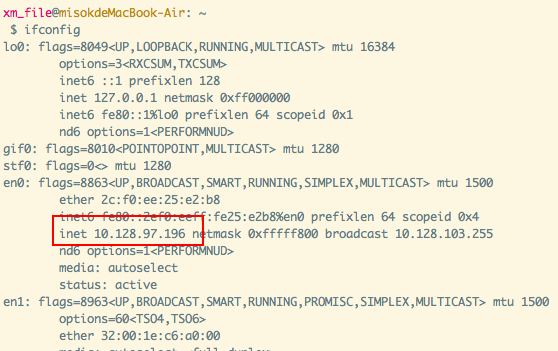 xm_file@misokdeMacBook-Air: ~
$ ifconfig
lo0: flags=8049<UP,LOOPBACK,RUNNING,MULTICAST> mtu 16384
options=3<RXCSUM,TXCSUM>
inet6 ::1 prefixlen 128
inet 127.0.0.1 netmask 0xff000000
inet6 fe80::1%lo0 prefixlen 64 scopeid 0x1
nd6 options=1<PERFORMNUD>
gif0: flags=8010<POINTOPOINT,MULTICAST> mtu 1280
stf0: flags=0<> mtu 1280
en0: flags=8863<UP,BROADCAST,SMART,RUNNING,SIMPLEX,MULTICAST> mtu 1500
ether 2c:f0:ee:25:e2:b8
inet6 fe80::2ef0:eeff:fe25:e2b8%en0 prefixlen 64 scopeid 0x4
inet 10.128.97.196 netmask 0xfffff800 broadcast 10.128.103.255
nd6 options=1<PERFORMNUD>
media: autoselect
status: active
en1: flags=8963<UP,BROADCAST,SMART,RUNNING,PROMISC,SIMPLEX,MULTICAST> mtu 1500
options=60<TSO4,TSO6>
ether 32:00:1e:c6:a0:00
media: autoselect <full-duplex>